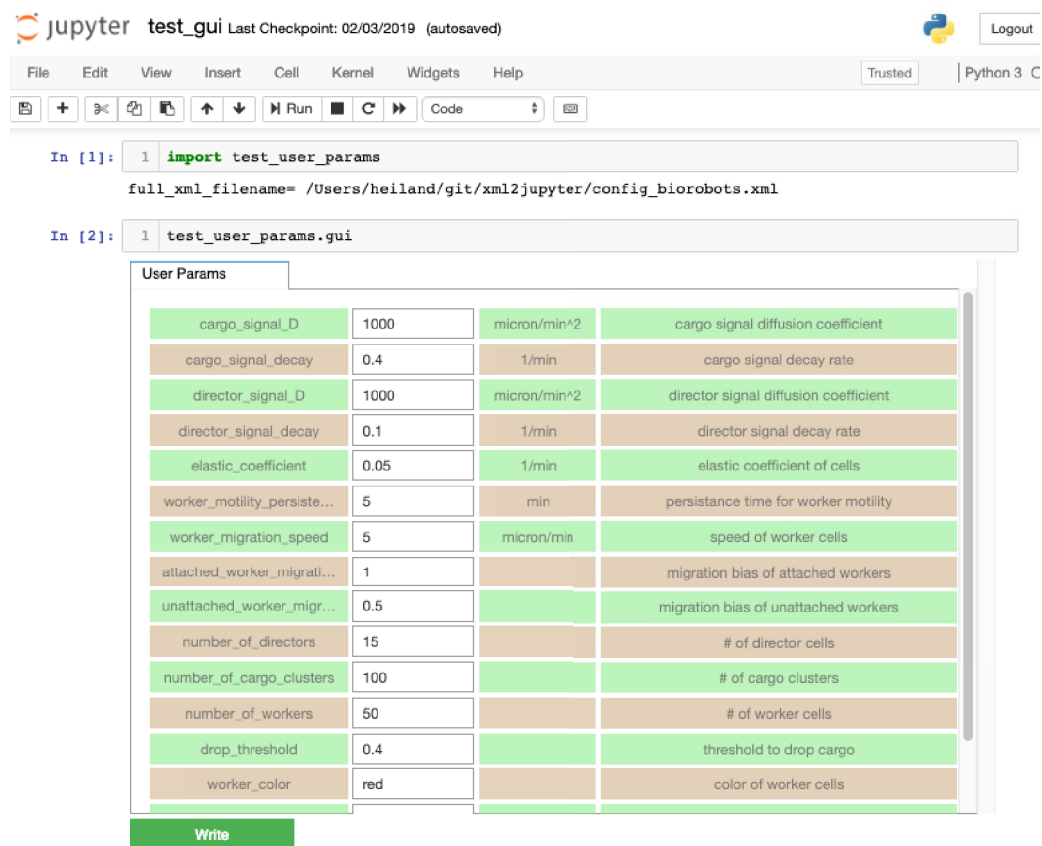 jupyter test_gui Last Checkpoint: 02/03/2019 (autosaved) Logout
File Edit View Insert Cell Kernel Widgets Help Trusted Python 3
Run Code
In [1]: 1 import test_user_params
full_xml_filename= /Users/heiland/git/xml2jupyter/config_biorobots.xml
In [2]: 1 test_user_params.gui
User Params
cargo_signal_D 1000 micron/min^2 cargo signal diffusion coefficient
cargo_signal_decay 0.4 1/min cargo signal decay rate
director_signal_D 1000 micron/min^2 director signal diffusion coefficient
director_signal_decay 0.1 1/min director signal decay rate
elastic_coefficient 0.05 1/min elastic coefficient of cells
worker_motility_persiste... 5 min persistance time for worker motility
worker_migration_speed 5 micron/min speed of worker cells
attached_worker_migrati... 1 migration bias of attached workers
unattached_worker_migr... 0.5 migration bias of unattached workers
number_of_directors 15 # of director cells
number_of_cargo_clusters 100 # of cargo clusters
number_of_workers 50 # of worker cells
drop_threshold 0.4 threshold to drop cargo
worker_color red color of worker cells
Write